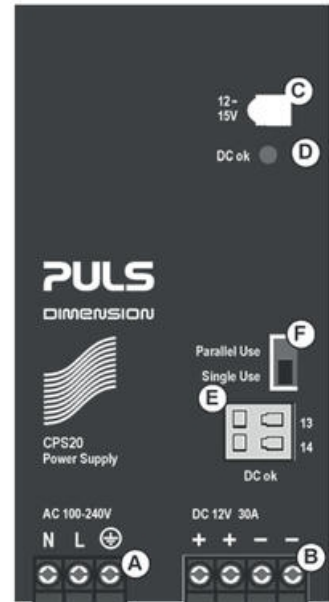 C
12-
15V
DC ok
D
PULS
DIMENSION
F
Parallel Use
Single Use
E
13
14
CPS20
Power Supply
DC ok
AC 100-240V
DC 12V 30A
N L
+ + − −
A
B